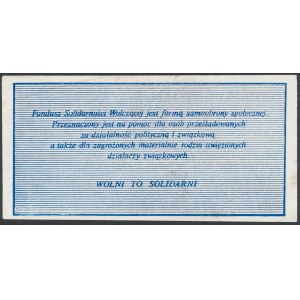 Fundusz Solidarności Walczącej jest formą samoobrony społecznej.
Przeznaczony jest na pomoc dla osób prześladowanych
za działalność polityczną i związkową
a także dla zagrożonych materialnie rodzin uwięzionych
działaczy związkowych.
WOLNI TO SOLIDARNI